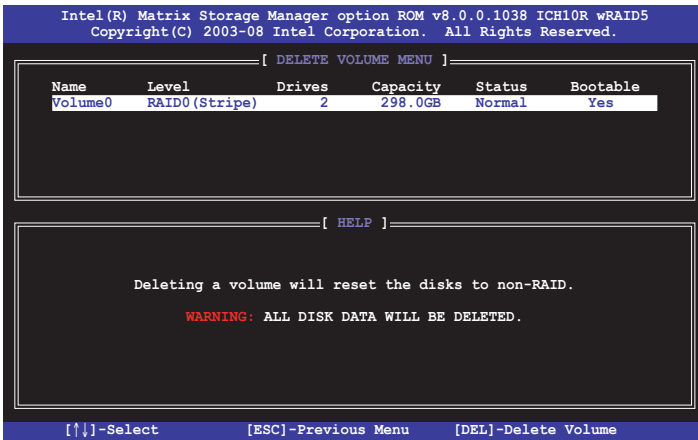 Intel(R) Matrix Storage Manager option ROM v8.0.0.1038 ICH10R wRAID5
Copyright(C) 2003-08 Intel Corporation. All Rights Reserved.
[ DELETE VOLUME MENU ]
Name Level Drives Capacity Status Bootable
Volume0 RAID0(Stripe) 2 298.0GB Normal Yes
[ HELP ]
Deleting a volume will reset the disks to non-RAID.
WARNING: ALL DISK DATA WILL BE DELETED.
[↑↓]-Select [ESC]-Previous Menu [DEL]-Delete Volume